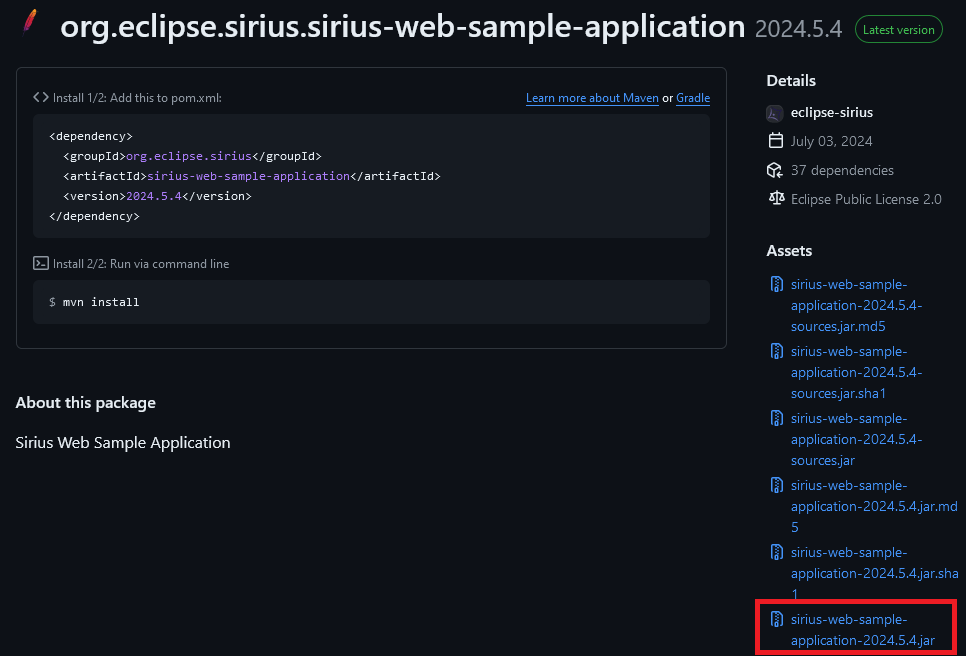 org.eclipse.sirius.sirius-web-sample-application 2024.5.4 Latest version
Install 1/2: Add this to pom.xml:
Learn more about Maven or Gradle
<dependency>
<groupId>org.eclipse.sirius</groupId>
<artifactId>sirius-web-sample-application</artifactId>
<version>2024.5.4</version>
</dependency>
Install 2/2: Run via command line
$ mvn install
About this package
Sirius Web Sample Application
Details
eclipse-sirius
July 03, 2024
37 dependencies
Eclipse Public License 2.0
Assets
sirius-web-sample-
application-2024.5.4-
sources.jar.md5
sirius-web-sample-
application-2024.5.4-
sources.jar.sha1
sirius-web-sample-
application-2024.5.4-
sources.jar
sirius-web-sample-
application-2024.5.4.jar.md
5
sirius-web-sample-
application-2024.5.4.jar.sha
1
sirius-web-sample-
application-2024.5.4.jar